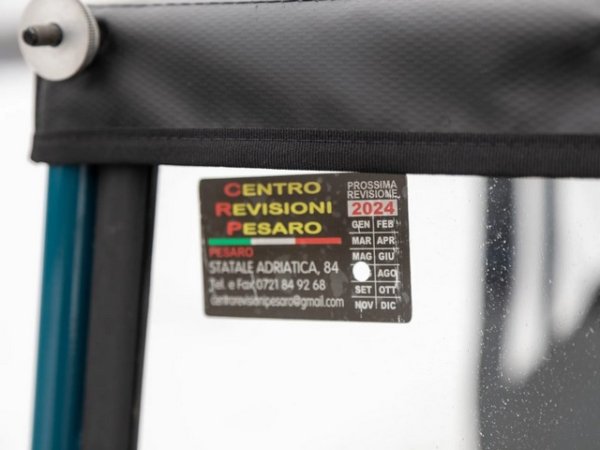 CENTRO
REVISIONI
PESARO
PESARO
STATALE ADRIATICA, 84
Tel. e Fax 0721 84 92 68
centrorevisionipesaro@gmail.com
PROSSIMA
REVISIONE
2024
GEN FEB
MAR APR
MAG GIU
AGO
SET OTT
NOV DIC